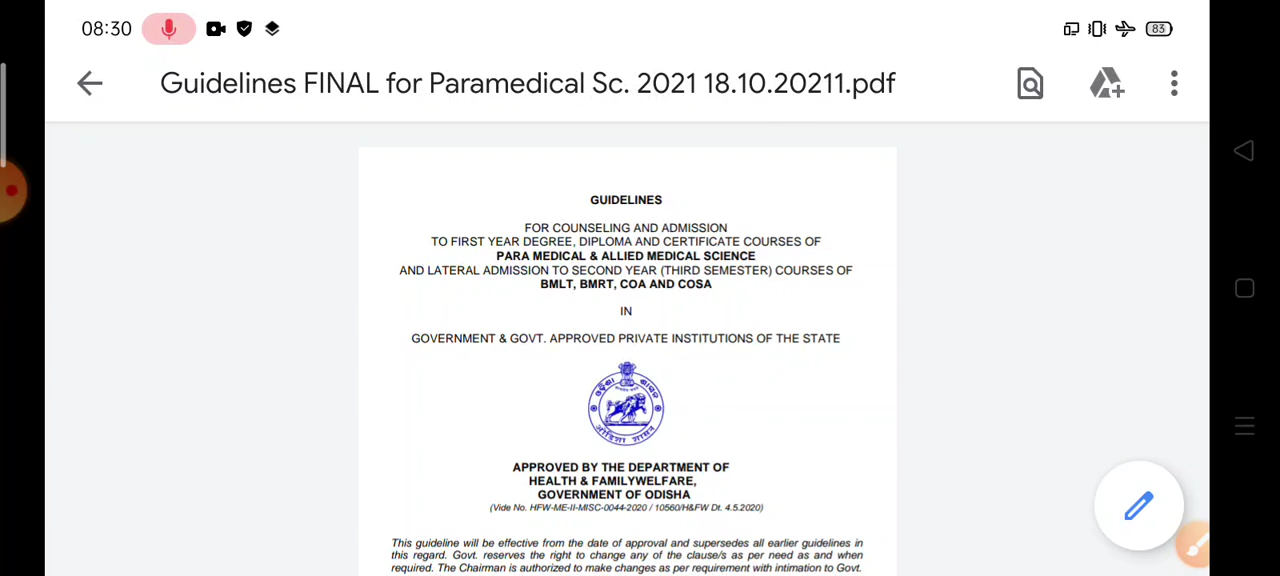 08:30
83
Guidelines FINAL for Paramedical Sc. 2021 18.10.20211.pdf
GUIDELINES
FOR COUNSELING AND ADMISSION
TO FIRST YEAR DEGREE, DIPLOMA AND CERTIFICATE COURSES OF
PARA MEDICAL & ALLIED MEDICAL SCIENCE
AND LATERAL ADMISSION TO SECOND YEAR (THIRD SEMESTER) COURSES OF
BMLT, BMRT, COA AND COSA
IN
GOVERNMENT & GOVT. APPROVED PRIVATE INSTITUTIONS OF THE STATE
ଓଡ଼ିଶା ଶାସନ
ओडिशा शासन
APPROVED BY THE DEPARTMENT OF
HEALTH & FAMILYWELFARE,
GOVERNMENT OF ODISHA
(Vide No. HFW-ME-II-MISC-0044-2020 / 10560/H&FW Dt. 4.5.2020)
This guideline will be effective from the date of approval and supersedes all earlier guidelines in
this regard. Govt. reserves the right to change any of the clause/s as per need as and when
required. The Chairman is authorized to make changes as per requirement with intimation to Govt.